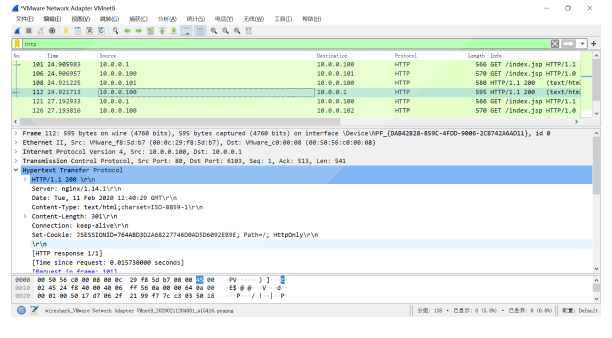 *VMware Network Adapter VMnet8
文件(F) 编辑(E) 视图(V) 跳转(G) 捕获(C) 分析(A) 统计(S) 电话(Y) 无线(W) 工具(T) 帮助(H)
http
No. Time Source Destination Protocol Length Info
101 24.905983 10.0.0.1 10.0.0.100 HTTP 566 GET /index.jsp HTTP/1.1
106 24.906957 10.0.0.100 10.0.0.101 HTTP 570 GET /index.jsp HTTP/1.0
108 24.921225 10.0.0.101 10.0.0.100 HTTP 580 HTTP/1.1 200 (text/htm
112 24.921713 10.0.0.100 10.0.0.1 HTTP 595 HTTP/1.1 200 (text/htm
121 27.192933 10.0.0.1 10.0.0.100 HTTP 566 GET /index.jsp HTTP/1.1
126 27.193816 10.0.0.100 10.0.0.102 HTTP 570 GET /index.jsp HTTP/1.0
Frame 112: 595 bytes on wire (4760 bits), 595 bytes captured (4760 bits) on interface \Device\NPF_{DAB42B28-859C-4FDD-9006-2CB742A6AD11}, id 0
Ethernet II, Src: VMware_f8:5d:b7 (00:0c:29:f8:5d:b7), Dst: VMware_c0:00:08 (00:50:56:c0:00:08)
Internet Protocol Version 4, Src: 10.0.0.100, Dst: 10.0.0.1
Transmission Control Protocol, Src Port: 80, Dst Port: 6103, Seq: 1, Ack: 513, Len: 541
Hypertext Transfer Protocol
HTTP/1.1 200 \r\n
Server: nginx/1.14.1\r\n
Date: Tue, 11 Feb 2020 12:40:29 GMT\r\n
Content-Type: text/html;charset=ISO-8859-1\r\n
Content-Length: 301\r\n
Connection: keep-alive\r\n
Set-Cookie: JSESSIONID=764ABD3D2A68227746D0AD5D6092EB9E; Path=/; HttpOnly\r\n
\r\n
[HTTP response 1/1]
[Time since request: 0.015730000 seconds]
[Request in frame: 101]
0000 00 50 56 c0 00 08 00 0c 29 f8 5d b7 08 00 45 00 ·PV····· )·]···E·
0010 02 45 24 f8 40 00 40 06 ff 56 0a 00 00 64 0a 00 ·E$·@·@· ·V···d··
0020 00 01 00 50 17 d7 06 2f 21 99 f7 7c c3 03 50 18 ···P···/ !··|··P·
wireshark_VMware Network Adapter VMnet8_20200211204001_a15416.pcapng 分组: 138 · 已显示: 8 (5.8%) · 已丢弃: 0 (0.0%) 配置: Default